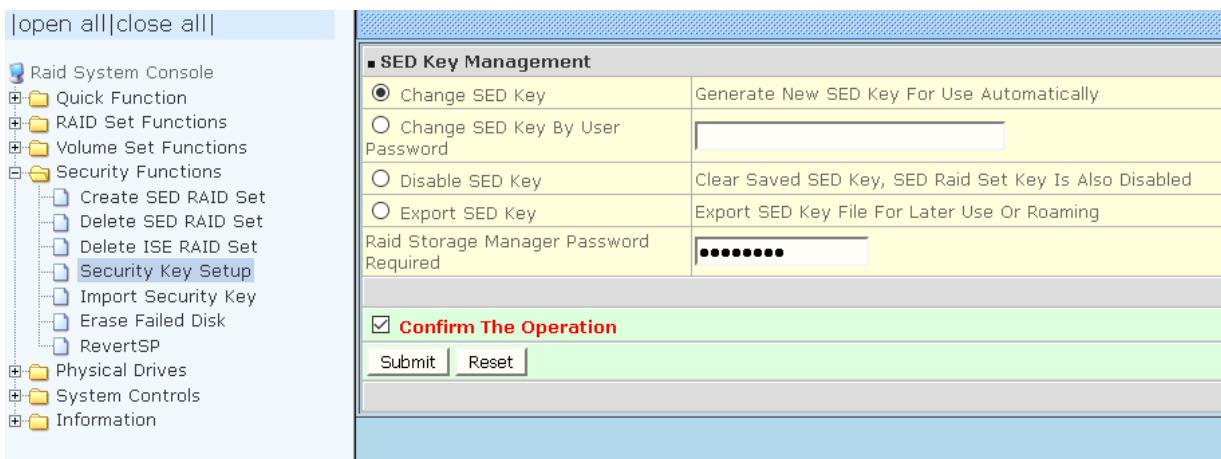 |open all|close all|
Raid System Console
Quick Function
RAID Set Functions
Volume Set Functions
Security Functions
Create SED RAID Set
Delete SED RAID Set
Delete ISE RAID Set
Security Key Setup
Import Security Key
Erase Failed Disk
RevertSP
Physical Drives
System Controls
Information
SED Key Management
Change SED Key Generate New SED Key For Use Automatically
Change SED Key By User
Password
Disable SED Key Clear Saved SED Key, SED Raid Set Key Is Also Disabled
Export SED Key Export SED Key File For Later Use Or Roaming
Raid Storage Manager Password
Required
Confirm The Operation
Submit Reset